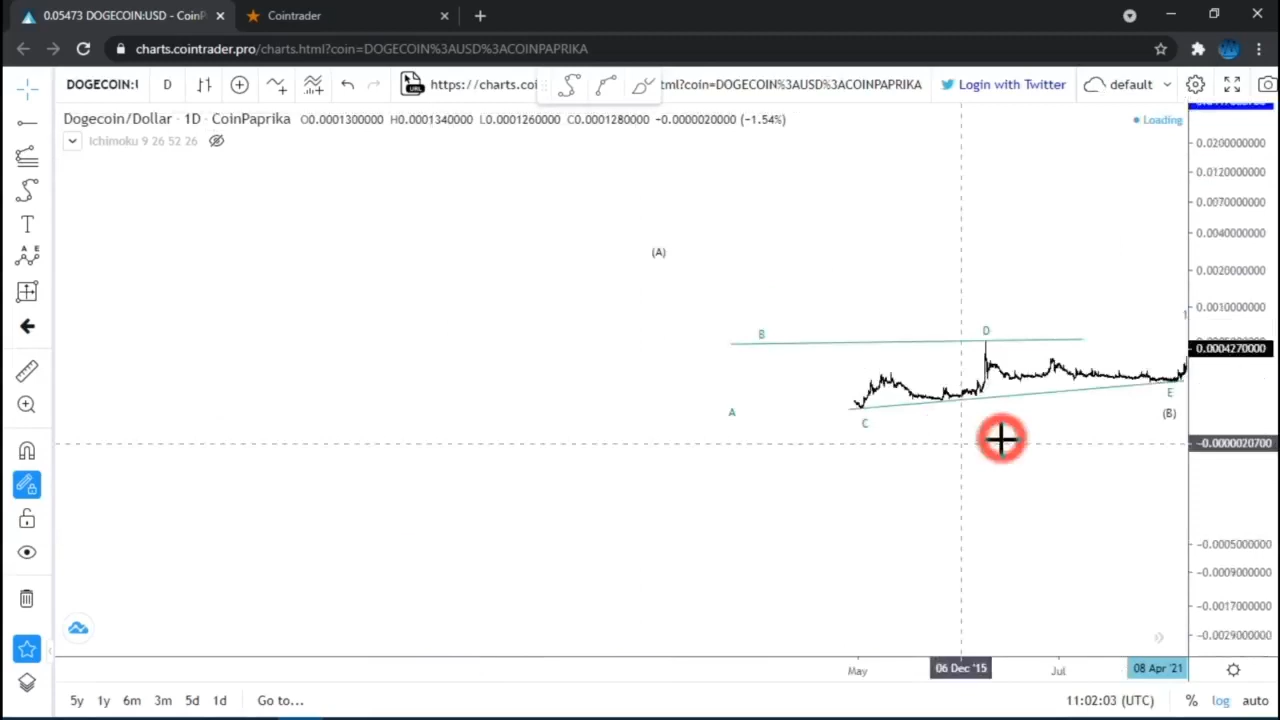 0.05473 DOGECOIN:USD - CoinP
Cointrader
charts.cointrader.pro/charts.html?coin=DOGECOIN%3AUSD%3ACOINPAPRIKA
DOGECOIN:
D
https://charts.coi
tml?coin=DOGECOIN%3AUSD%3ACOINPAPRIKA
Login with Twitter
default
Dogecoin/Dollar · 1D · CoinPaprika O0.0001300000 H0.0001340000 L0.0001260000 C0.0001280000 -0.0000020000 (-1.54%)
Loading
Ichimoku 9 26 52 26
0.0200000000
0.0120000000
0.0070000000
0.0040000000
(A)
0.0020000000
0.0010000000
1
B
D
0.0004270000
E
A
(B)
C
-0.0000020700
-0.0005000000
-0.0009000000
-0.0017000000
-0.0029000000
May
06 Dec '15
Jul
08 Apr '21
5y 1y 6m 3m 5d 1d Go to...
11:02:03 (UTC) % log auto